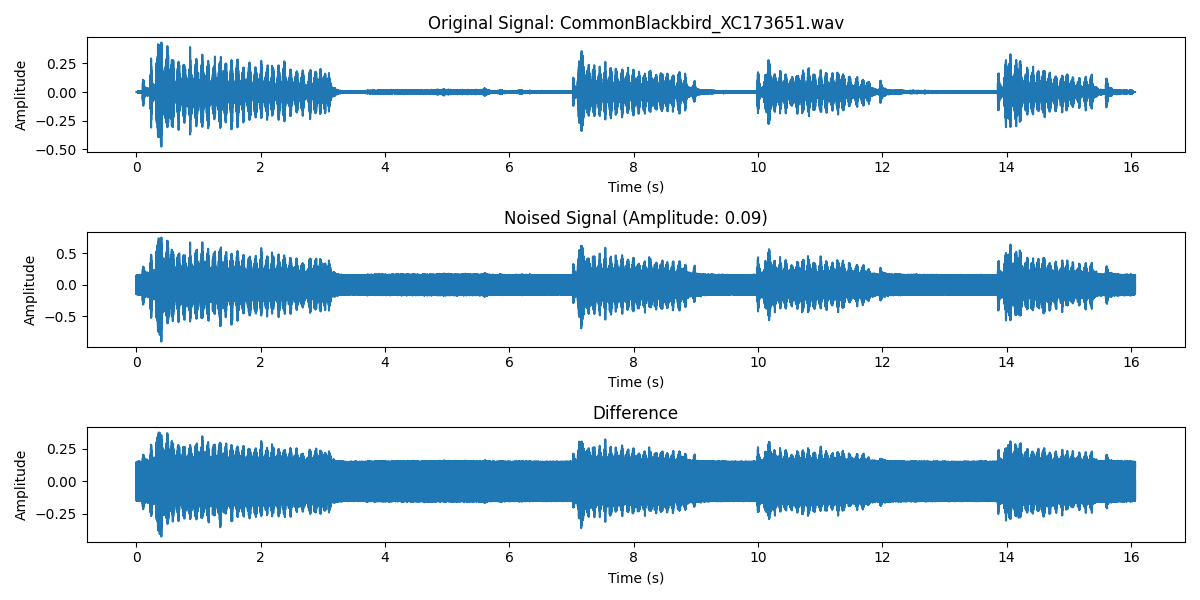 Original Signal: CommonBlackbird_XC173651.wav
Amplitude
0.25
0.00
−0.25
−0.50
0 2 4 6 8 10 12 14 16
Time (s)
Noised Signal (Amplitude: 0.09)
Amplitude
0.5
0.0
−0.5
0 2 4 6 8 10 12 14 16
Time (s)
Difference
Amplitude
0.25
0.00
−0.25
0 2 4 6 8 10 12 14 16
Time (s)